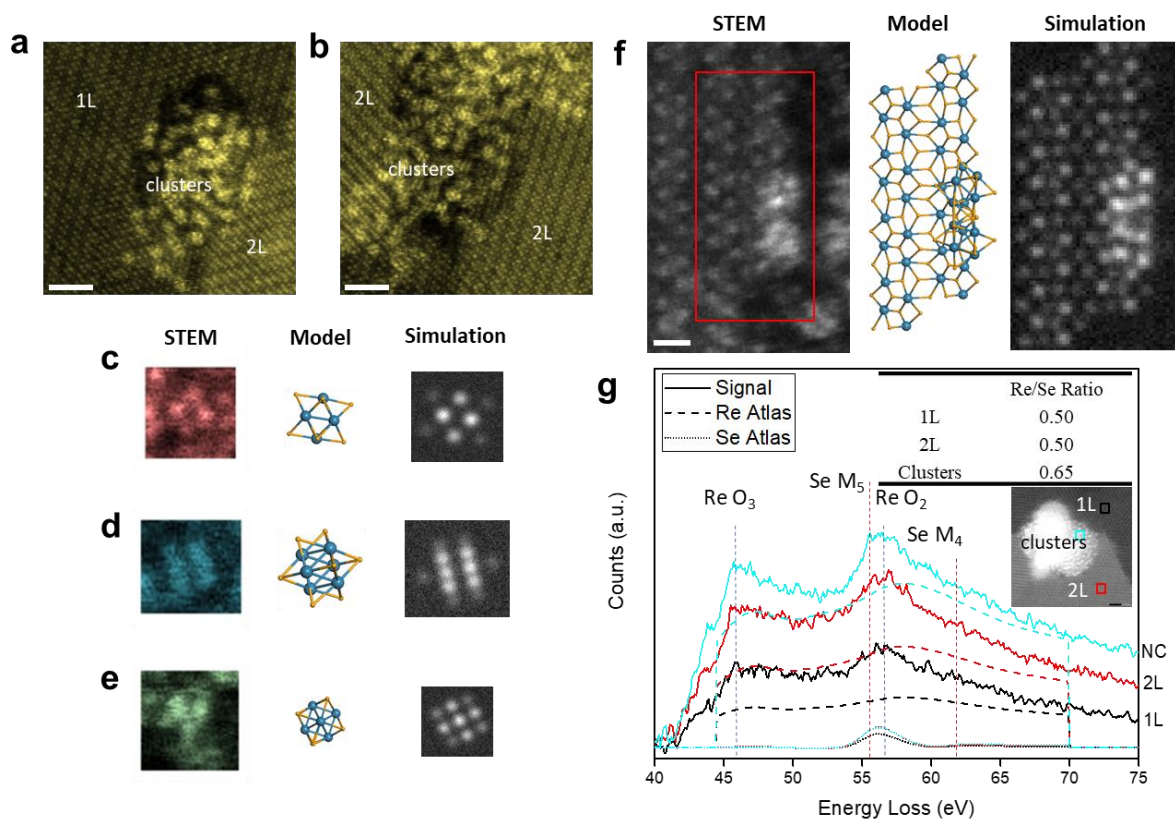 a
b
1L
clusters
2L
2L
clusters
2L
STEM
Model
Simulation
c
d
e
STEM
Model
Simulation
f
g
Signal
Re Atlas
Se Atlas
Re/Se Ratio
1L 0.50
2L 0.50
Clusters 0.65
Re O3
Se M5
Re O2
Se M4
1L
clusters
2L
NC
2L
1L
Counts (a.u.)
40 45 50 55 60 65 70 75
Energy Loss (eV)